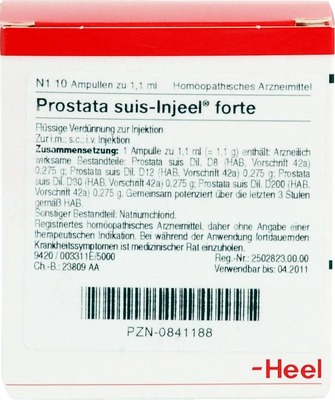 N1 10 Ampullen zu 1,1 ml Homöopathisches Arzneimittel
Prostata suis-Injeel® forte
Flüssige Verdünnung zur Injektion
Zur i.m.; s.c.; i.v. Injektion
Zusammensetzung: 1 Ampulle zu 1,1 ml (= 1,1 g) enthält: Arzneilich
wirksame Bestandteile: Prostata suis Dil. D8 (HAB, Vorschrift 42a)
0,275 g; Prostata suis Dil. D12 (HAB, Vorschrift 42a) 0,275 g; Prostata
suis Dil. D30 (HAB, Vorschrift 42a) 0,275 g; Prostata suis Dil. D200 (HAB,
Vorschrift 42a) 0,275 g; Gemeinsam potenziert über die letzten 3 Stufen
gemäß HAB.
Sonstiger Bestandteil: Natriumchlorid.
Registriertes homöopathisches Arzneimittel, daher ohne Angabe einer
therapeutischen Indikation. Bei während der Anwendung fortdauernden
Krankheitssymptomen ist medizinischer Rat einzuholen.
9420 / 003311E/5000 Reg.-Nr.: 2502823.00.00
Ch.-B.: 23809 AA Verwendbar bis 04.2011
PZN-0841188
-Heel